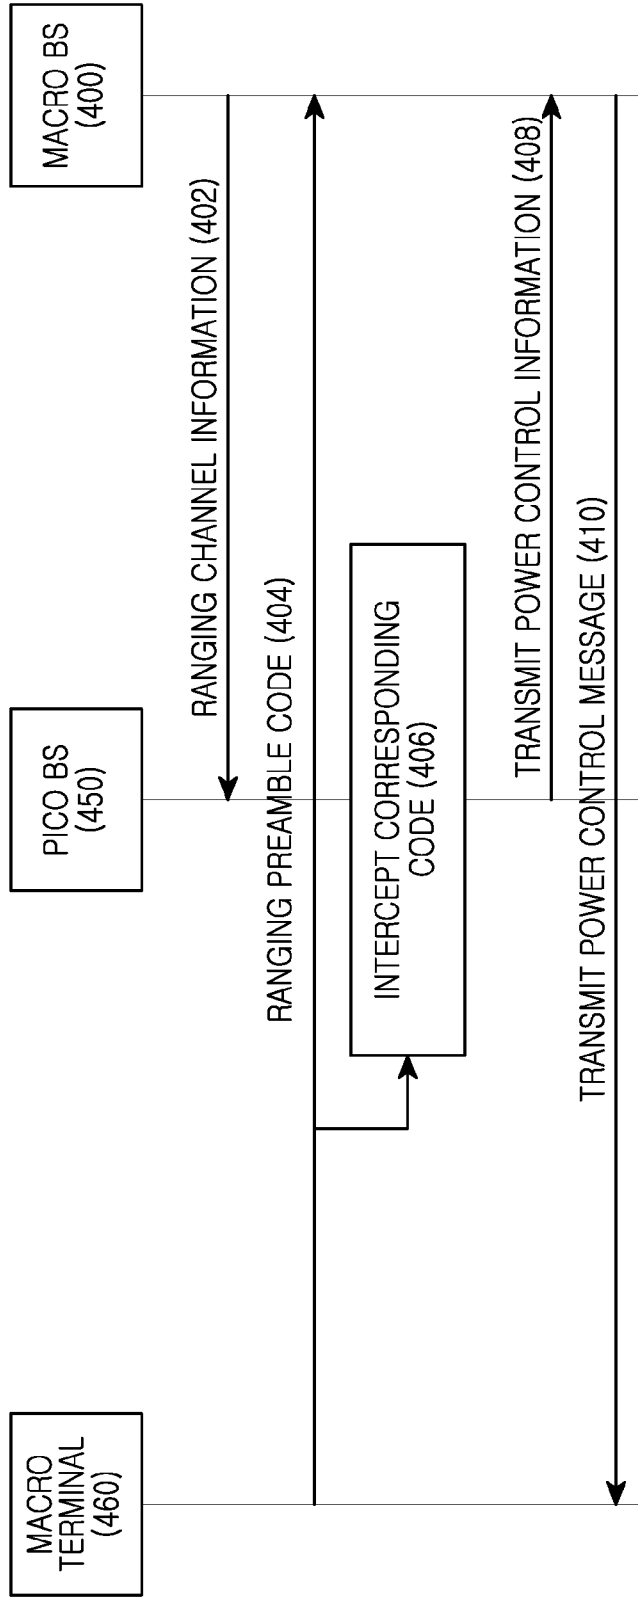 MACRO
TERMINAL
(460)
PICO BS
(450)
MACRO BS
(400)
RANGING CHANNEL INFORMATION (402)
RANGING PREAMBLE CODE (404)
INTERCEPT CORRESPONDING
CODE (406)
TRANSMIT POWER CONTROL INFORMATION (408)
TRANSMIT POWER CONTROL MESSAGE (410)